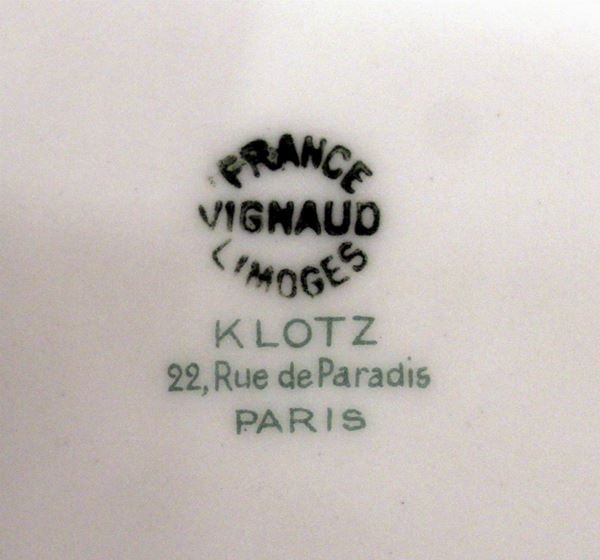 FRANCE
VIGNAUD
LIMOGES
KLOTZ
22, Rue de Paradis
PARIS